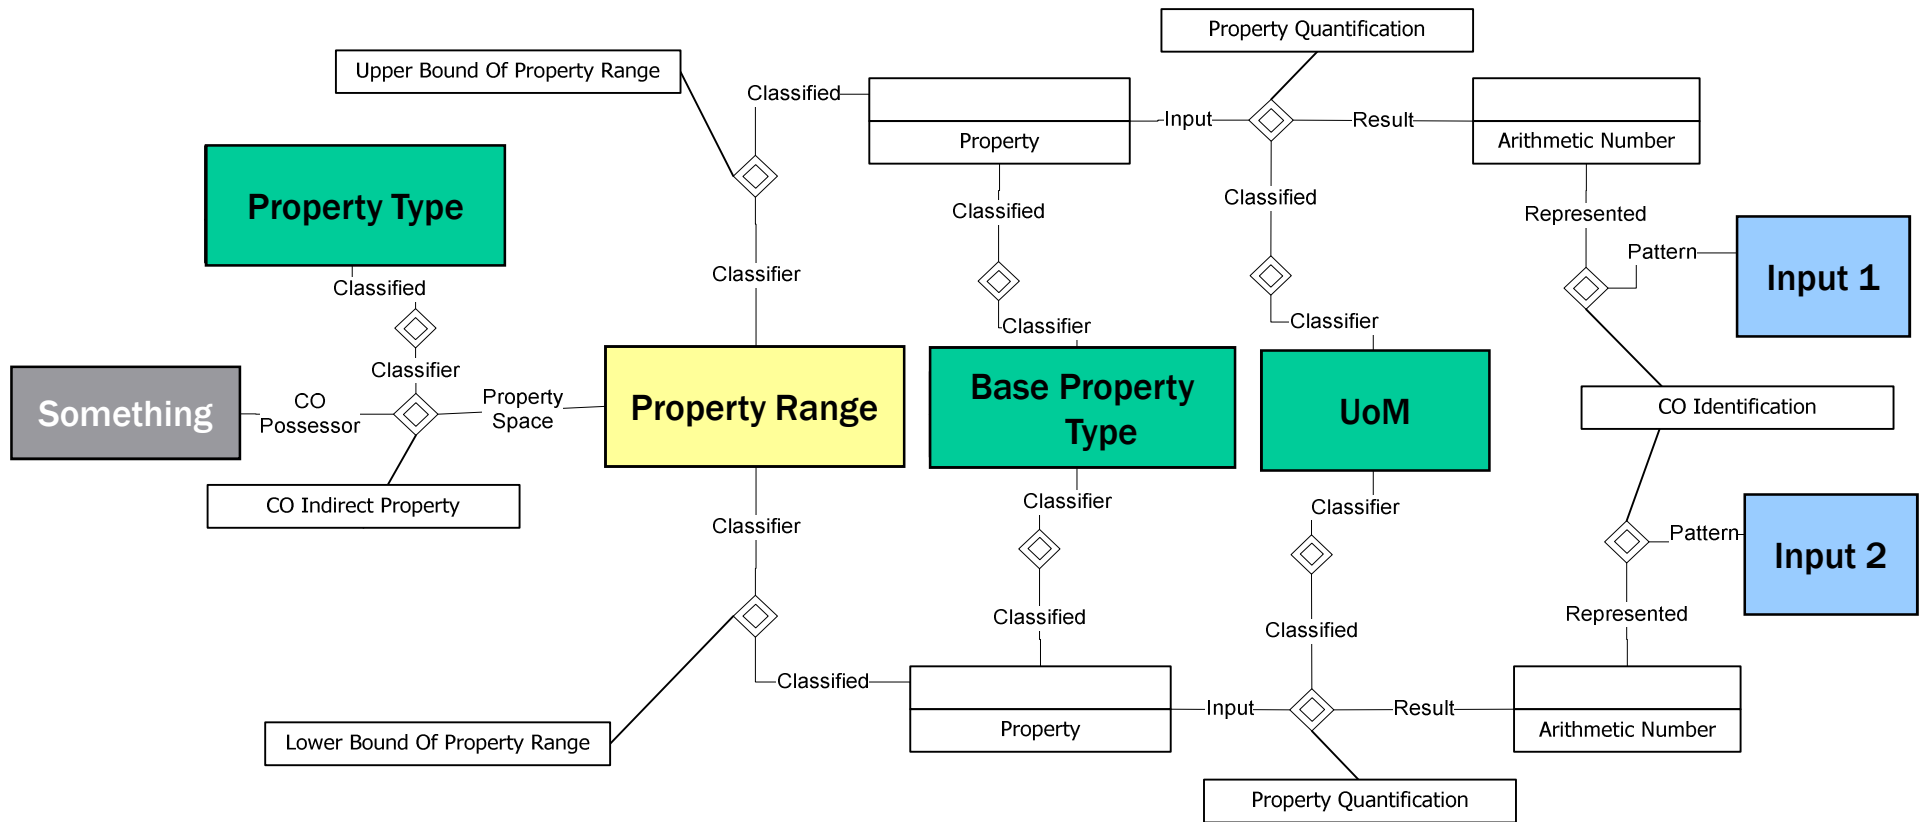 Property Quantification
Upper Bound Of Property Range
Classified
Input
Result
Property
Arithmetic Number
Property Type
Classified
Classified
Represented
Pattern
Input 1
Classifier
Classified
Classifier
Classifier
Classifier
Something
CO
Possessor
Property
Space
Property Range
Base Property
Type
UoM
CO Identification
CO Indirect Property
Classifier
Classifier
Classifier
Pattern
Input 2
Classified
Classified
Represented
Classified
Input
Result
Property
Arithmetic Number
Lower Bound Of Property Range
Property Quantification